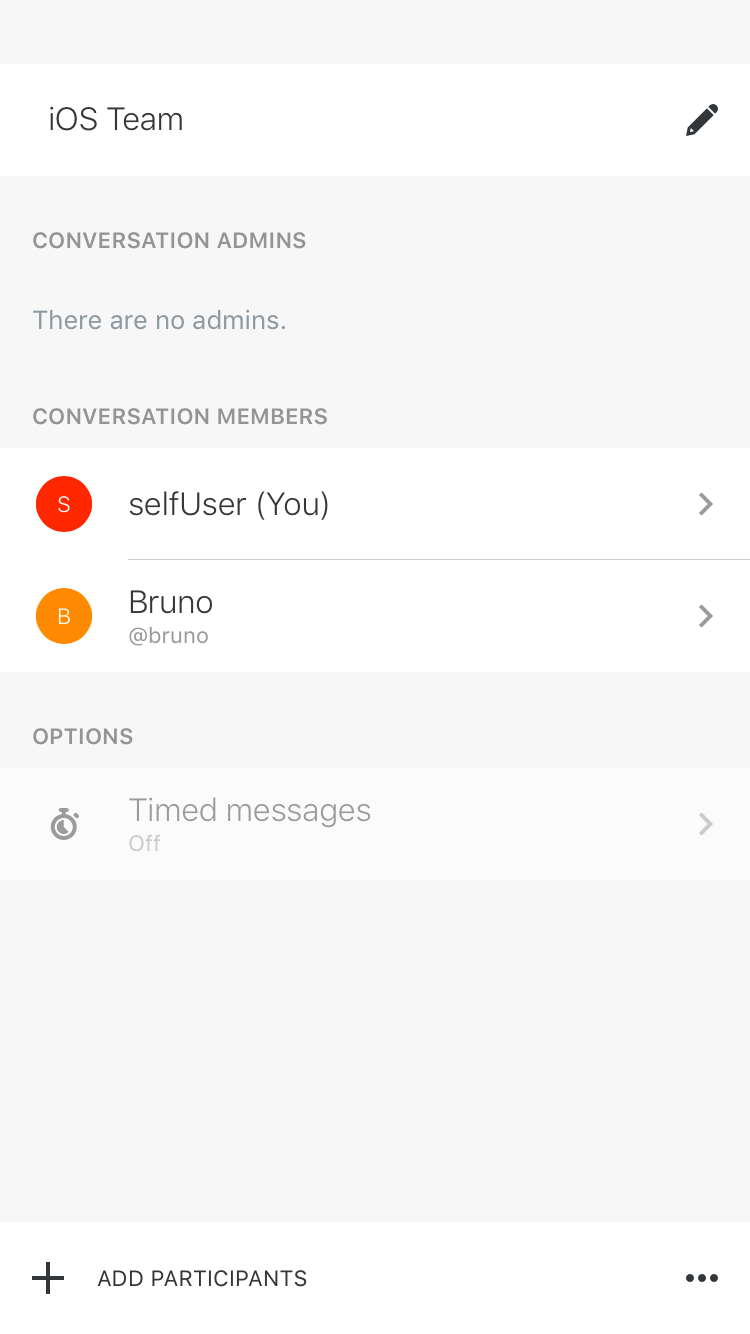 iOS Team
CONVERSATION ADMINS
There are no admins.
CONVERSATION MEMBERS
S
selfUser (You)
B
Bruno
@bruno
OPTIONS
Timed messages
Off
ADD PARTICIPANTS